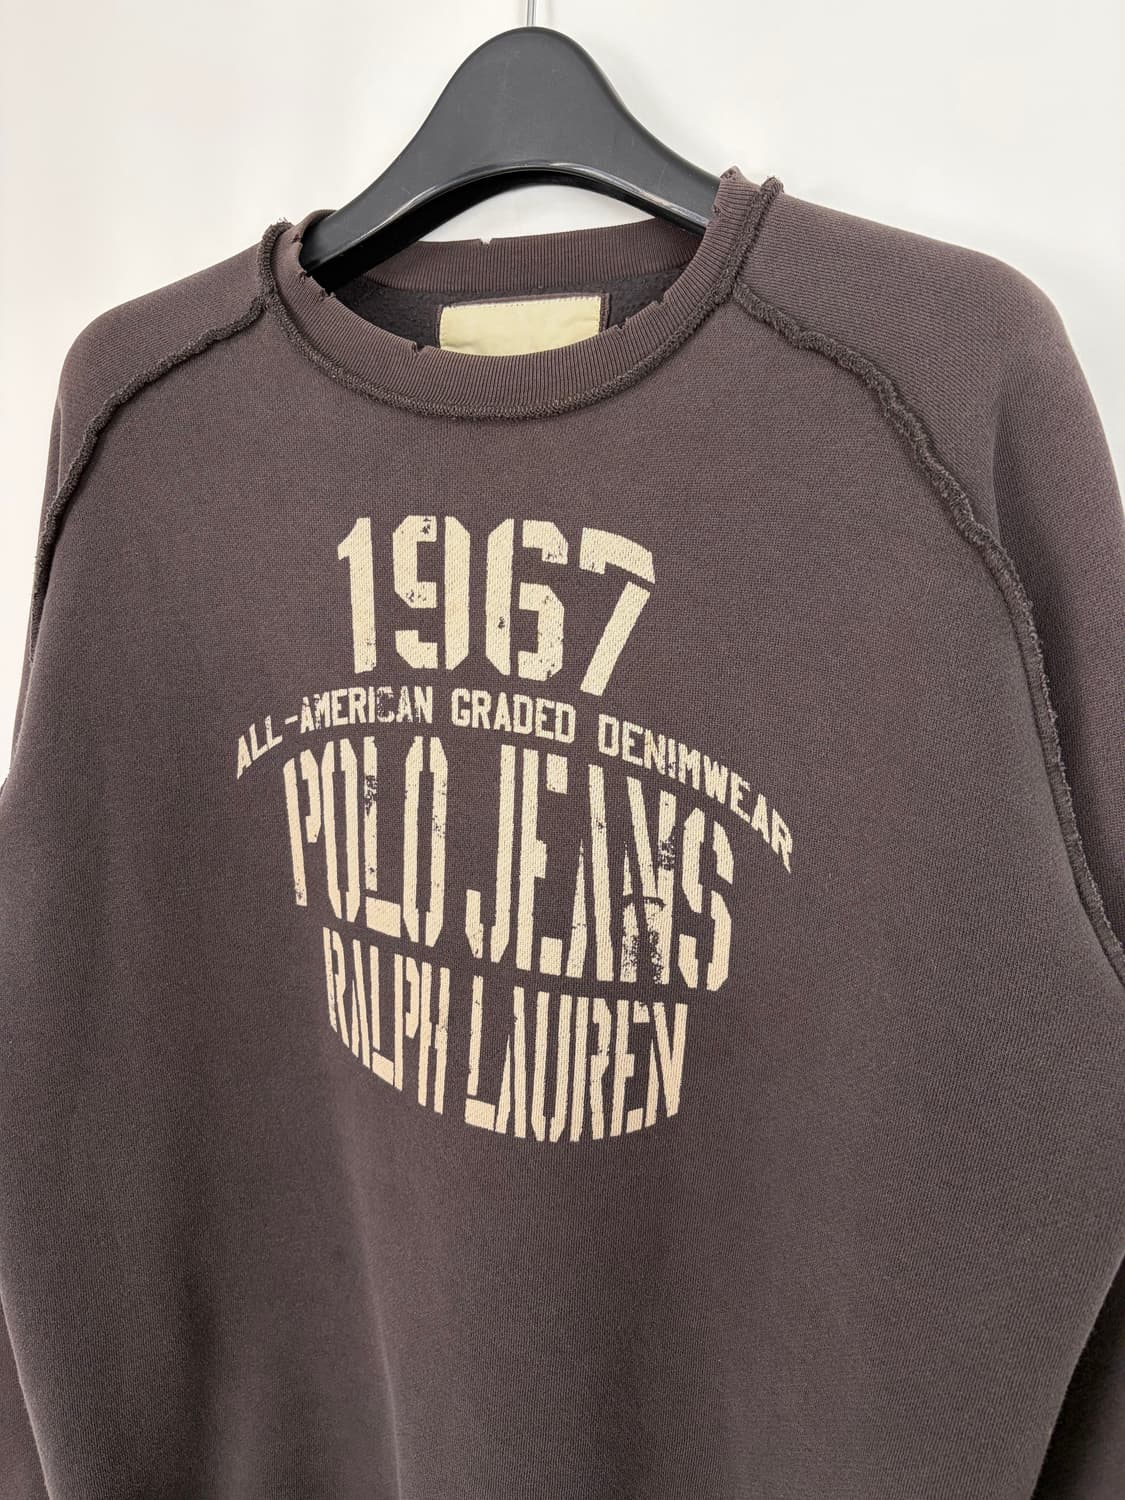 1967
ALL-AMERICAN GRADED DENIMWEAR
POLO JEANS
RALPH LAUREN